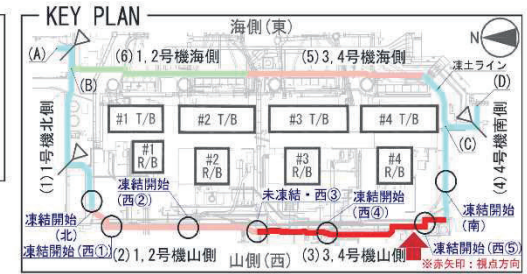 KEY PLAN
海側(東)
N
(A)
(6)1,2号機海側
(5)3,4号機海側
凍土ライン
(B)
(D)
#1 T/B
#2 T/B
#3 T/B
#4 T/B
(C)
(1)1号機北側
(4)4号機南側
#1
R/B
#2
R/B
#3
R/B
#4
R/B
凍結開始
(西②)
未凍結・西③
凍結開始
(西④)
凍結開始
(南)
凍結開始
(北)
凍結開始(西①)
(2)1,2号機山側
山側(西)
(3)3,4号機山側
凍結開始(西⑤)
※赤矢印:視点方向